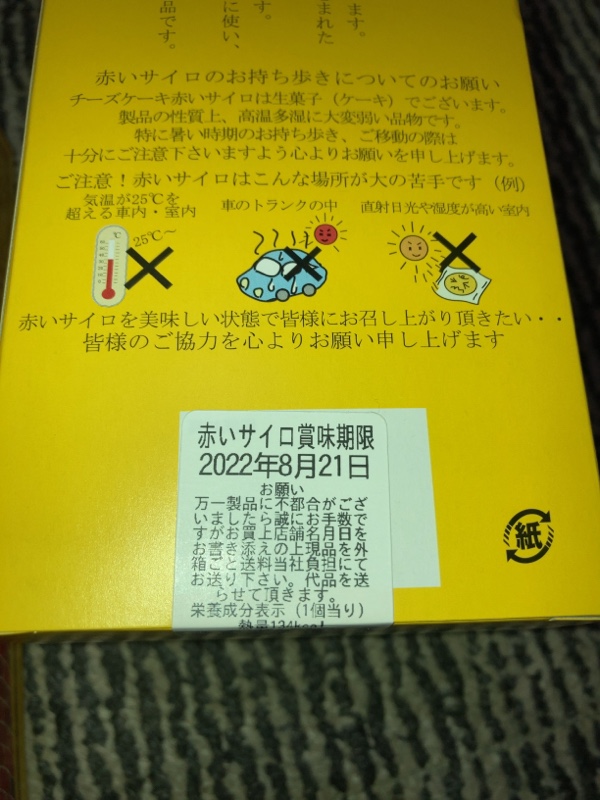 ます。
まれた
す。
に使い、
品です。
赤いサイロのお持ち歩きについてのお願い
チーズケーキ赤いサイロは生菓子（ケーキ）でございます。
製品の性質上、高温多湿に大変弱い品物です。
特に暑い時期のお持ち歩き、ご移動の際は
十分にご注意下さいますよう心よりお願いを申し上げます。
ご注意！赤いサイロはこんな場所が大の苦手です（例）
気温が25℃を
超える車内・室内
車のトランクの中
直射日光や湿度が高い室内
℃
25℃～
赤いサイロを美味しい状態で皆様にお召し上がり頂きたい・・
皆様のご協力を心よりお願い申し上げます
赤いサイロ賞味期限
2022年8月21日
お願い
万一製品に不都合がござ
いましたら誠にお手数で
すがお買上店舗名月日を
お書き添えの上現品を外
箱ごと送料当社負担にて
お送り下さい。代品を送
らせて頂きます。
栄養成分表示（1個当り）
熱量134kcal
紙